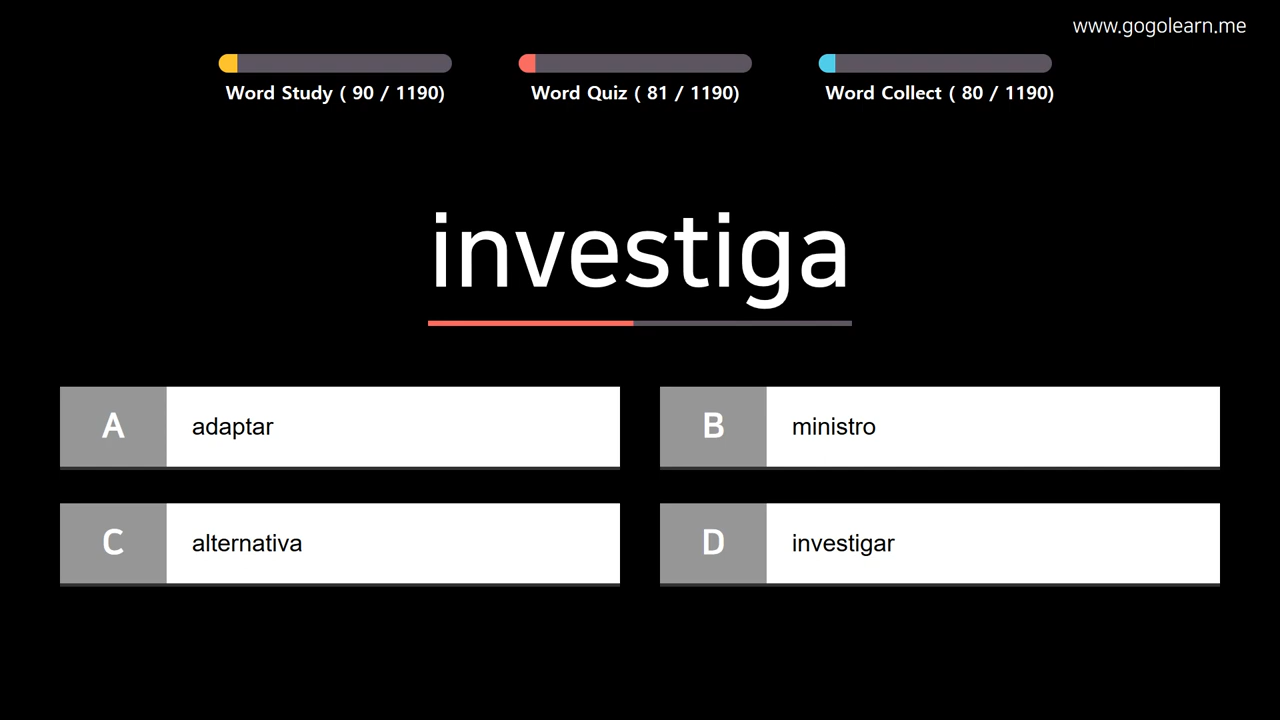 www.gogolearn.me
Word Study ( 90 / 1190)
Word Quiz ( 81 / 1190)
Word Collect ( 80 / 1190)
investiga
A adaptar
B ministro
C alternativa
D investigar